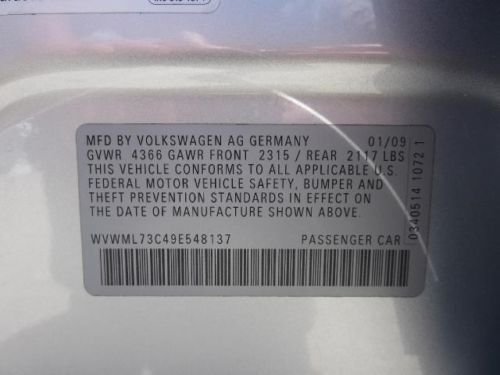 MFD BY VOLKSWAGEN AG GERMANY 01/09
GVWR 4366 GAWR FRONT 2315 / REAR 2117 LBS
THIS VEHICLE CONFORMS TO ALL APPLICABLE U.S.
FEDERAL MOTOR VEHICLE SAFETY, BUMPER AND
THEFT PREVENTION STANDARDS IN EFFECT ON
THE DATE OF MANUFACTURE SHOWN ABOVE.
WVWML73C49E548137 PASSENGER CAR
0340514 1072 1